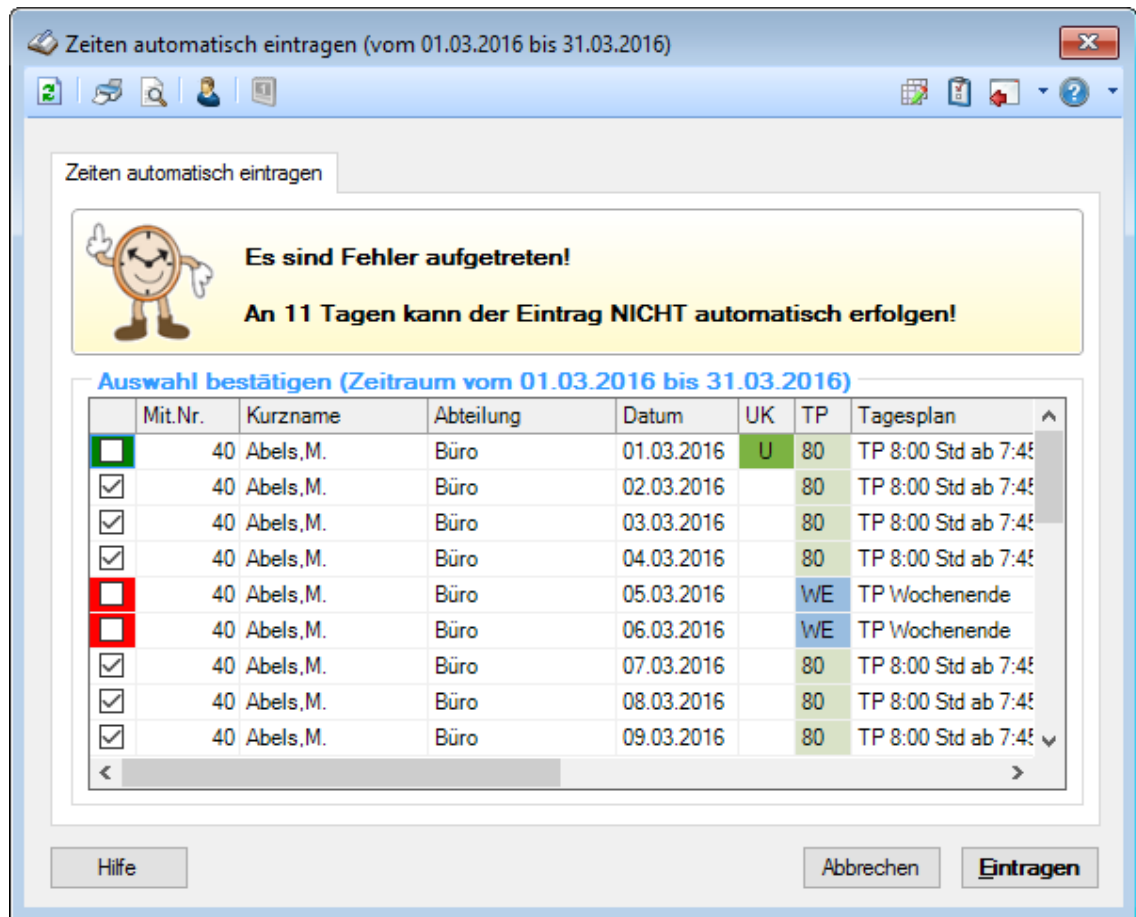 Zeiten automatisch eintragen (vom 01.03.2016 bis 31.03.2016)
Zeiten automatisch eintragen
Es sind Fehler aufgetreten!
An 11 Tagen kann der Eintrag NICHT automatisch erfolgen!
Auswahl bestätigen (Zeitraum vom 01.03.2016 bis 31.03.2016)
Mit.Nr. Kurzname Abteilung Datum UK TP Tagesplan
40 Abels,M. Büro 01.03.2016 U 80 TP 8:00 Std ab 7:45
40 Abels,M. Büro 02.03.2016 80 TP 8:00 Std ab 7:45
40 Abels,M. Büro 03.03.2016 80 TP 8:00 Std ab 7:45
40 Abels,M. Büro 04.03.2016 80 TP 8:00 Std ab 7:45
40 Abels,M. Büro 05.03.2016 WE TP Wochenende
40 Abels,M. Büro 06.03.2016 WE TP Wochenende
40 Abels,M. Büro 07.03.2016 80 TP 8:00 Std ab 7:45
40 Abels,M. Büro 08.03.2016 80 TP 8:00 Std ab 7:45
40 Abels,M. Büro 09.03.2016 80 TP 8:00 Std ab 7:45
Hilfe Abbrechen Eintragen